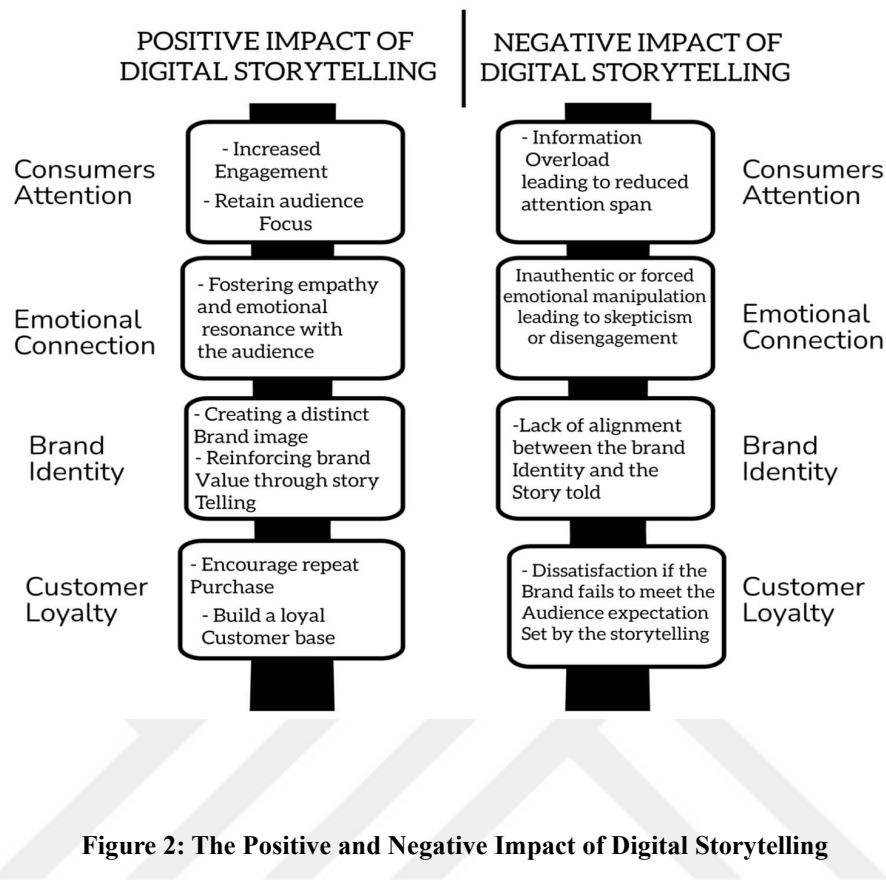 POSITIVE IMPACT OF
DIGITAL STORYTELLING
NEGATIVE IMPACT OF
DIGITAL STORYTELLING
Consumers
Attention
- Increased
Engagement
- Retain audience
Focus
- Information
Overload
leading to reduced
attention span
Consumers
Attention
Emotional
Connection
- Fostering empathy
and emotional
resonance with
the audience
Inauthentic or forced
emotional manipulation
leading to skepticism
or disengagement
Emotional
Connection
Brand
Identity
- Creating a distinct
Brand image
- Reinforcing brand
Value through story
Telling
-Lack of alignment
between the brand
Identity and the
Story told
Brand
Identity
Customer
Loyalty
- Encourage repeat
Purchase
- Build a loyal
Customer base
- Dissatisfaction if the
Brand fails to meet the
Audience expectation
Set by the storytelling
Customer
Loyalty
Figure 2: The Positive and Negative Impact of Digital Storytelling